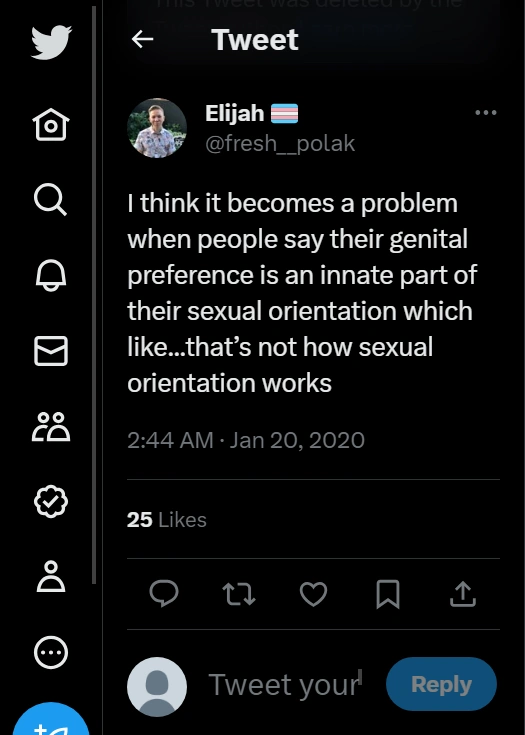 This Tweet was deleted by the
Tweet
Elijah 🏳️‍⚧️
@fresh__polak
I think it becomes a problem
when people say their genital
preference is an innate part of
their sexual orientation which
like...that's not how sexual
orientation works
2:44 AM · Jan 20, 2020
25 Likes
Tweet your
Reply